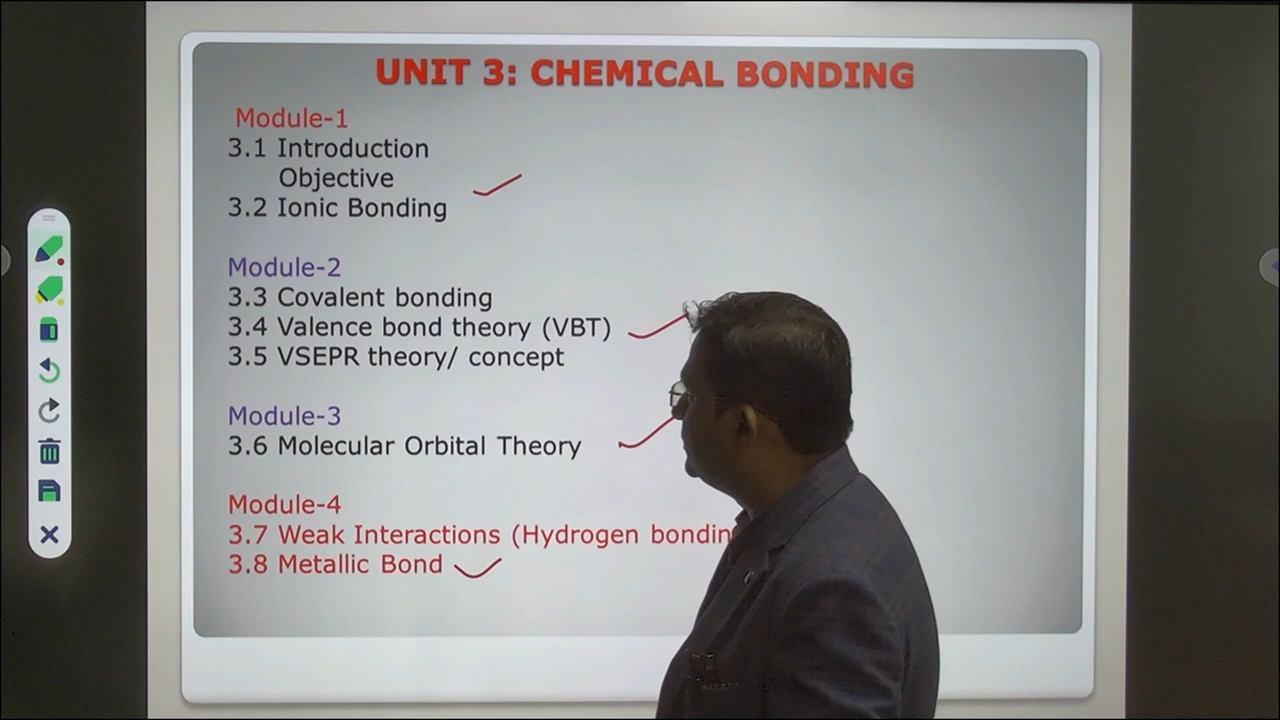 UNIT 3: CHEMICAL BONDING
Module-1
3.1 Introduction
Objective
3.2 Ionic Bonding
Module-2
3.3 Covalent bonding
3.4 Valence bond theory (VBT)
3.5 VSEPR theory/ concept
Module-3
3.6 Molecular Orbital Theory
Module-4
3.7 Weak Interactions (Hydrogen bondin
3.8 Metallic Bond